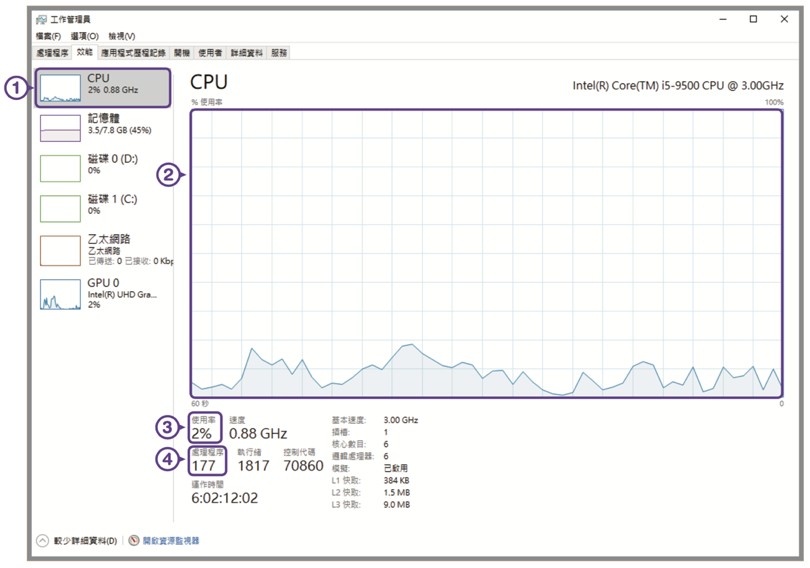 工作管理員
檔案(F) 選項(O) 檢視(V)
處理程序 效能 應用程式歷程記錄 開機 使用者 詳細資料 服務
①
CPU
2% 0.88 GHz
記憶體
3.5/7.8 GB (45%)
磁碟 0 (D:)
0%
磁碟 1 (C:)
0%
乙太網路
乙太網路
已傳送: 0 已接收: 0 Kbp
GPU 0
Intel(R) UHD Gra...
2%
CPU
Intel(R) Core(TM) i5-9500 CPU @ 3.00GHz
% 使用率 100%
②
60 秒 0
③
使用率 速度
2% 0.88 GHz
④
處理程序 執行緒 控制代碼
177 1817 70860
運作時間
6:02:12:02
基本速度: 3.00 GHz
插槽: 1
核心數目: 6
邏輯處理器: 6
模擬: 已啟用
L1 快取: 384 KB
L2 快取: 1.5 MB
L3 快取: 9.0 MB
較少詳細資料(D) 開啟資源監視器